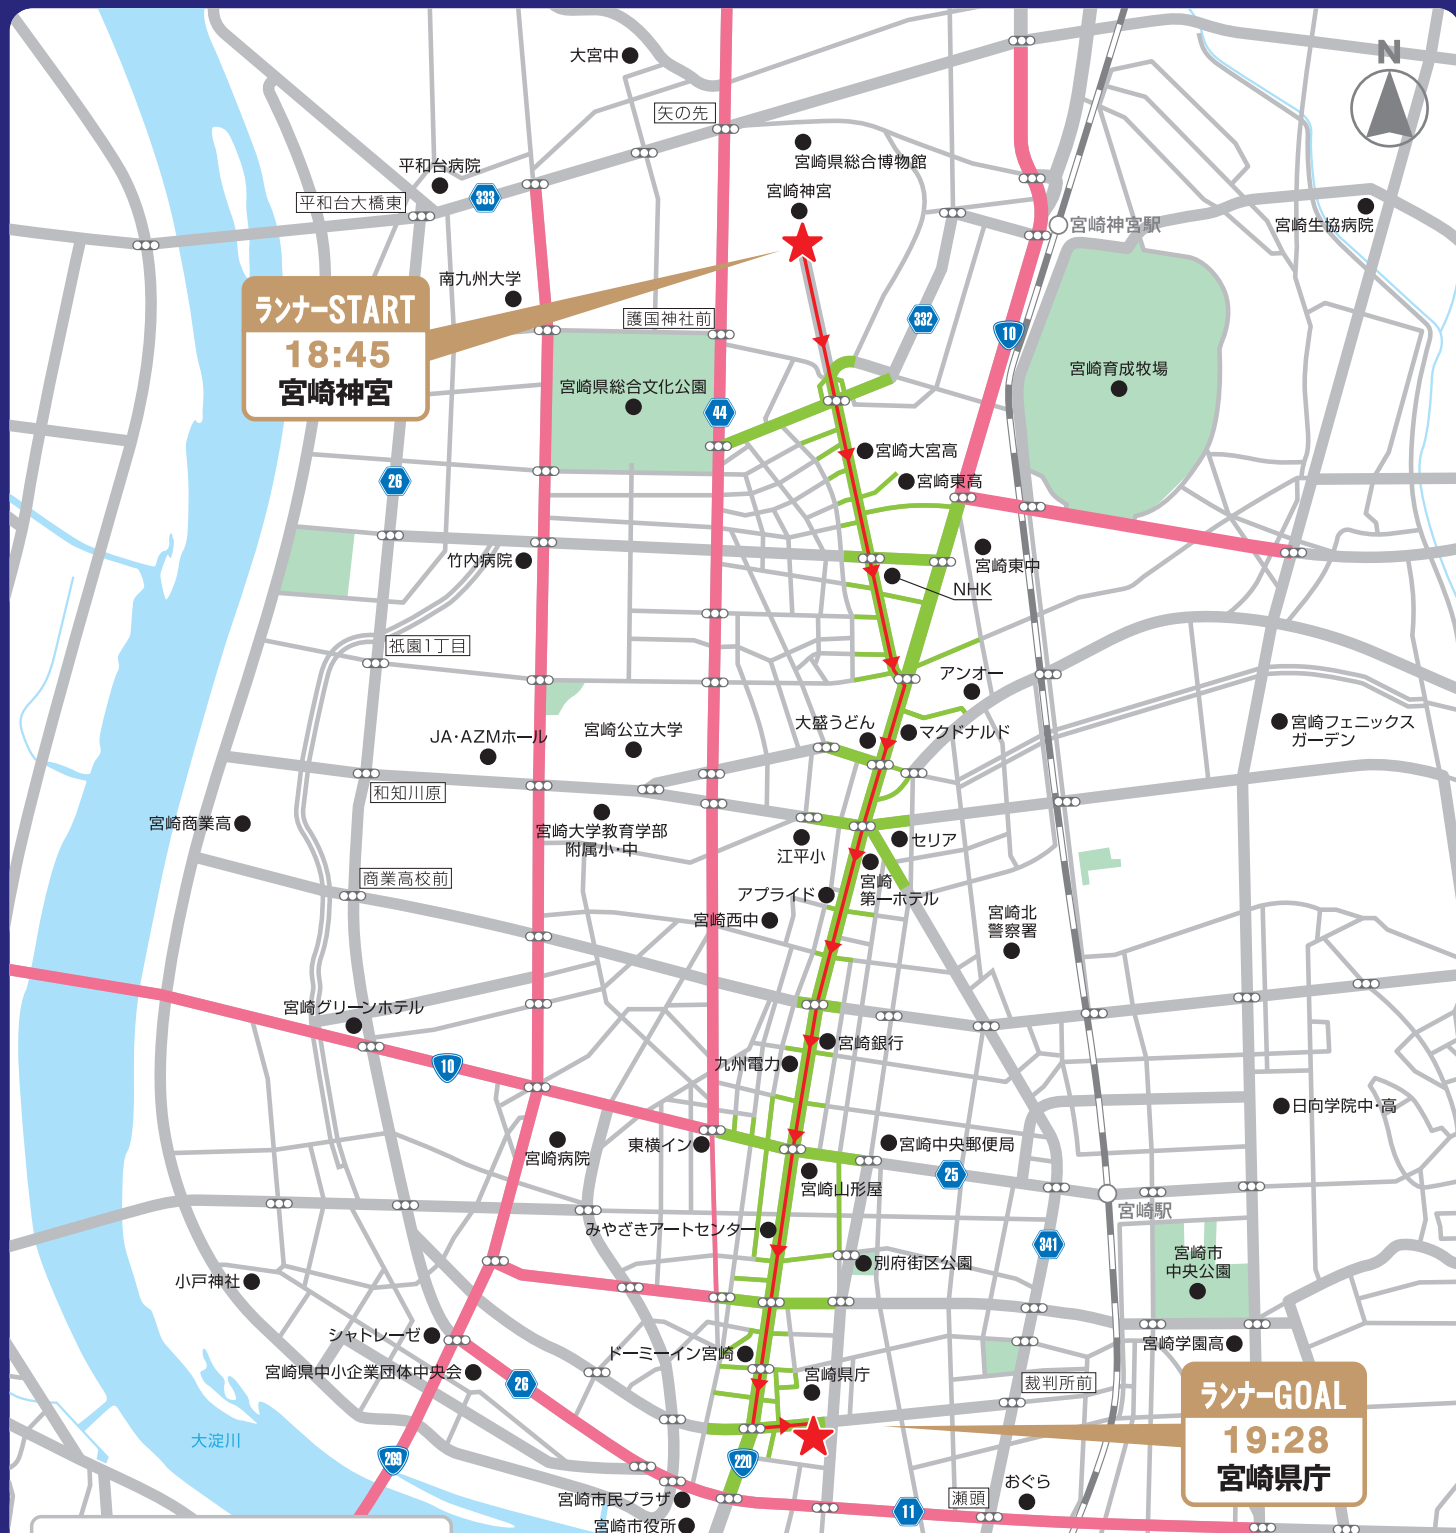 大宮中
矢の先
N
宮崎県総合博物館
平和台病院
333
宮崎神宮
平和台大橋東
宮崎神宮駅
宮崎生協病院
南九州大学
ランナーSTART
18:45
宮崎神宮
護国神社前
332
10
宮崎県総合文化公園
44
宮崎育成牧場
宮崎大宮高
26
宮崎東高
竹内病院
宮崎東中
NHK
祇園1丁目
アンオー
大盛うどん
マクドナルド
宮崎フェニックス
ガーデン
JA・AZMホール
宮崎公立大学
和知川原
宮崎商業高
宮崎大学教育学部
附属小・中
江平小
セリア
宮崎
第一ホテル
商業高校前
アプライド
宮崎西中
宮崎北
警察署
宮崎グリーンホテル
10
宮崎銀行
九州電力
日向学院中・高
東横イン
宮崎病院
宮崎中央郵便局
25
宮崎山形屋
宮崎駅
みやざきアートセンター
341
別府街区公園
宮崎市
中央公園
小戸神社
シャトレーゼ
ドーミーイン宮崎
宮崎学園高
宮崎県中小企業団体中央会
26
宮崎県庁
裁判所前
ランナーGOAL
19:28
宮崎県庁
大淀川
269
220
宮崎市民プラザ
瀬頭
おぐら
11
宮崎市役所